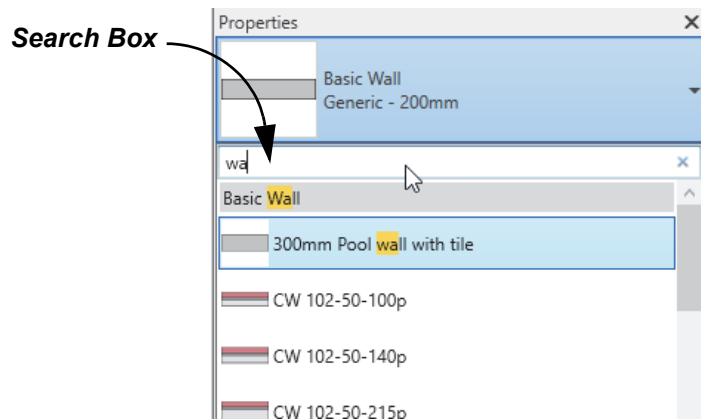 Properties
Search Box
Basic Wall
Generic - 200mm
wa
Basic Wall
300mm Pool wall with tile
CW 102-50-100p
CW 102-50-140p
CW 102-50-215p